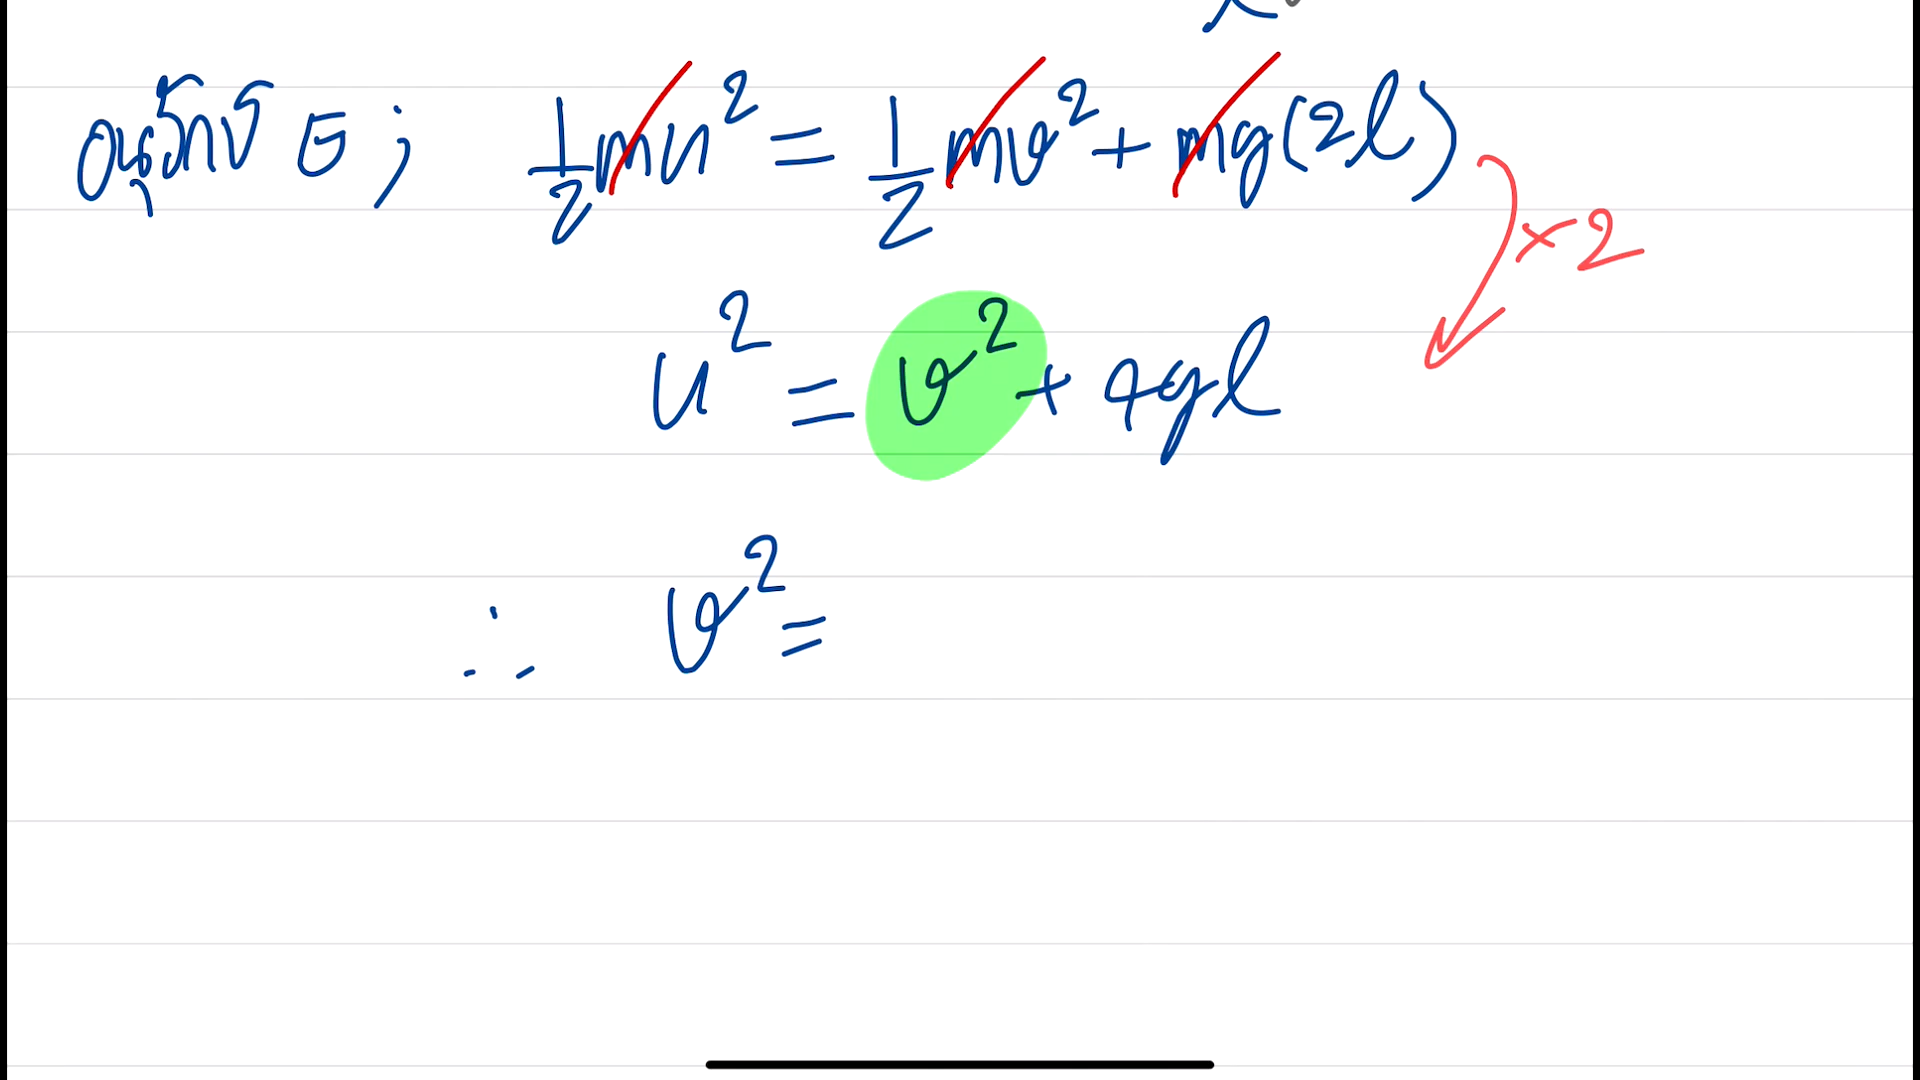 อนุรักษ์ E ; ½mu² = ½mv² + mg(2l)
×2
u² = v² + 4gl
∴ v² =